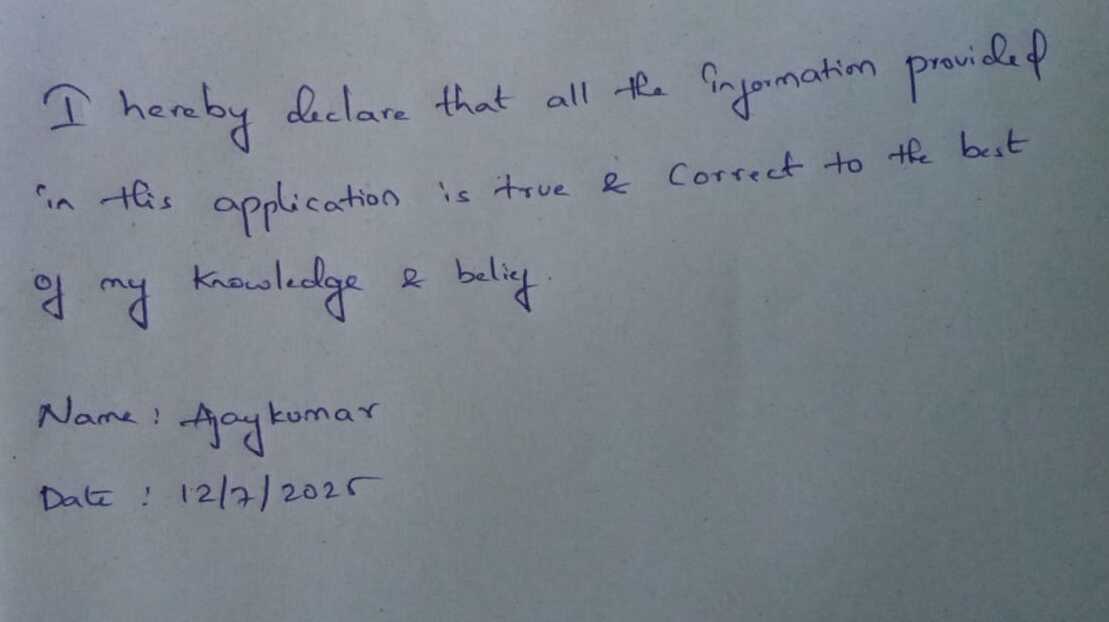 I hereby declare that all the information provided
in this application is true & Correct to the best
of my knowledge & belief.
Name : Ajaykumar
Date : 12/7/2025